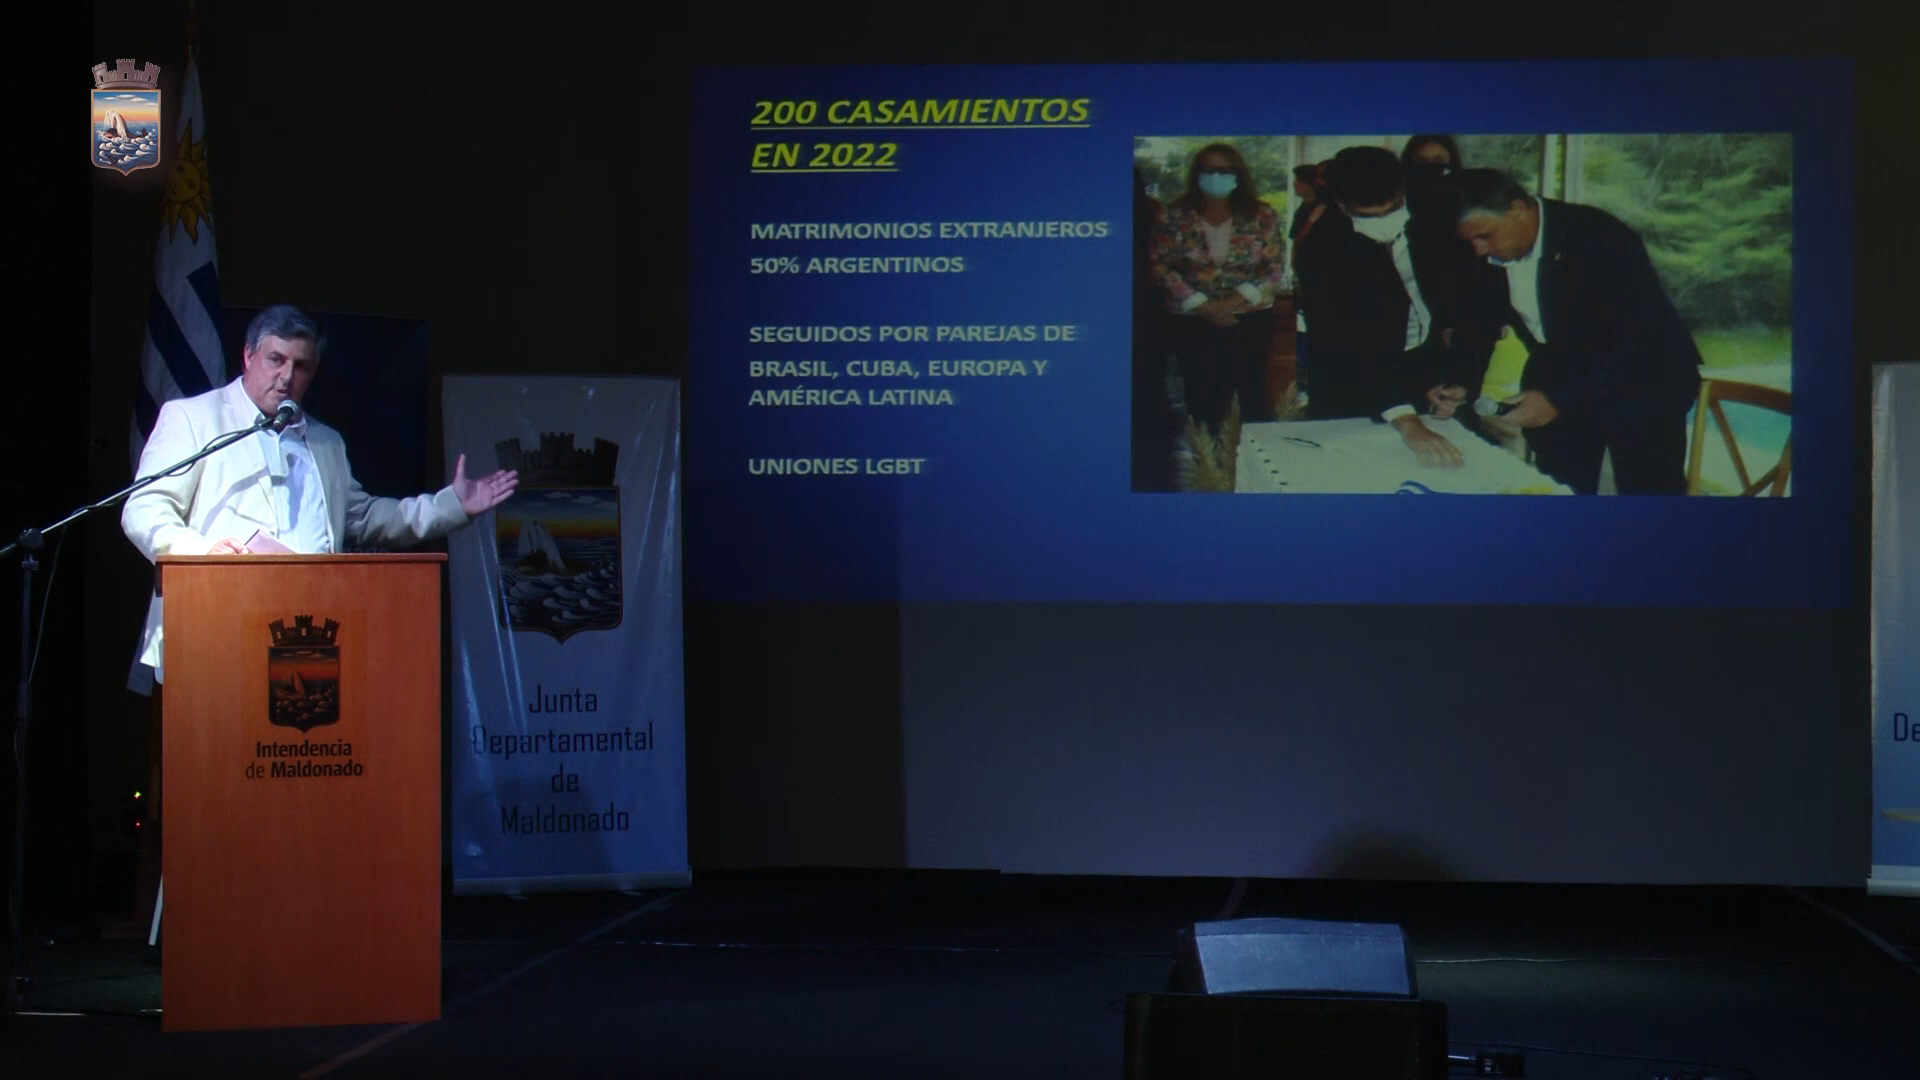 200 CASAMIENTOS
EN 2022
MATRIMONIOS EXTRANJEROS
50% ARGENTINOS
SEGUIDOS POR PAREJAS DE
BRASIL, CUBA, EUROPA Y
AMÉRICA LATINA
UNIONES LGBT
Intendencia
de Maldonado
Junta
Departamental
de
Maldonado
De